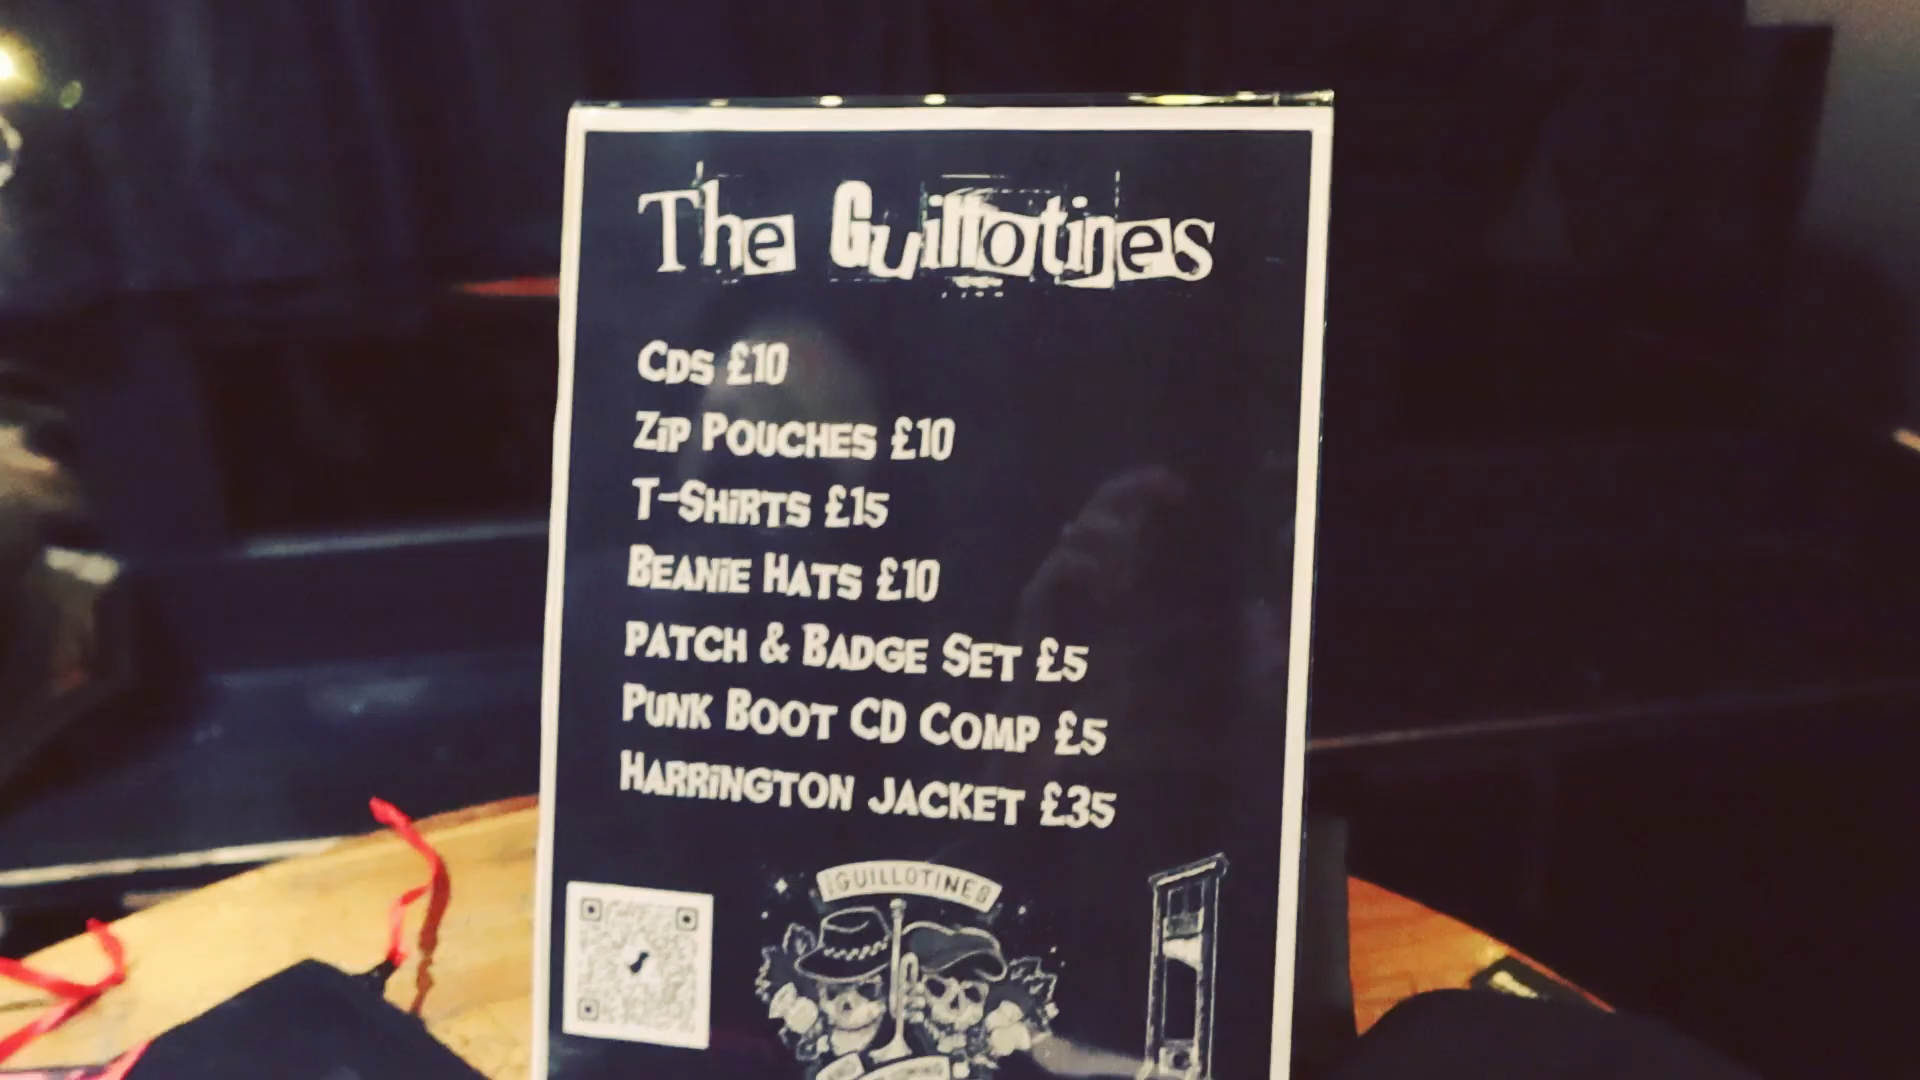 The Guillotines
CDs £10
Zip Pouches £10
T-Shirts £15
Beanie Hats £10
Patch & Badge Set £5
Punk Boot CD Comp £5
Harrington Jacket £35
THE GUILLOTINES